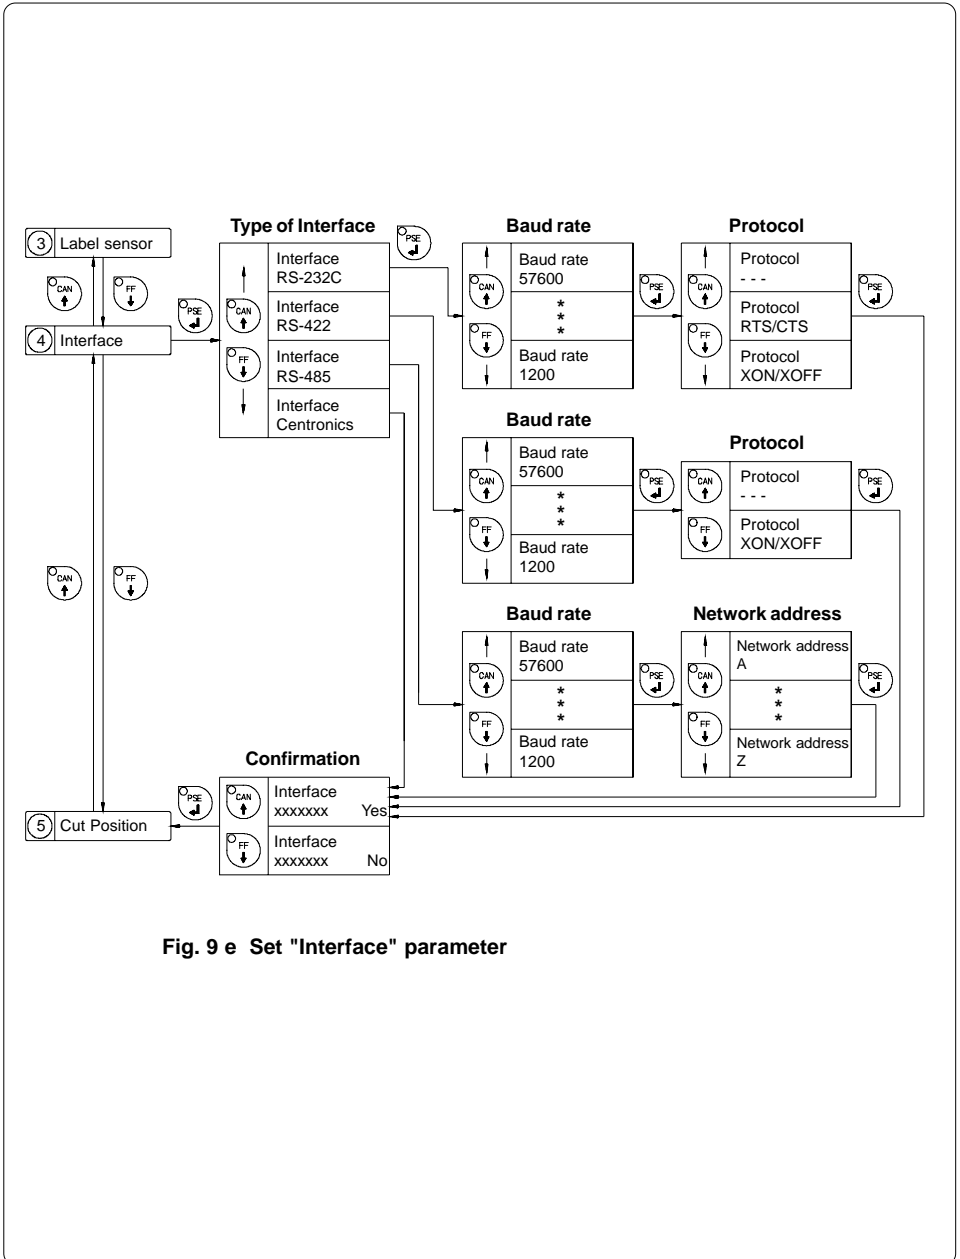 Type of Interface
Baud rate
Protocol
3 Label sensor
CAN
FF
4 Interface
PSE
CAN
FF
Interface
RS-232C
Interface
RS-422
Interface
RS-485
Interface
Centronics
PSE
CAN
FF
Baud rate
57600
*
*
*
Baud rate
1200
PSE
CAN
FF
Protocol
- - -
Protocol
RTS/CTS
Protocol
XON/XOFF
PSE
Baud rate
CAN
FF
Baud rate
57600
*
*
*
Baud rate
1200
PSE
Protocol
CAN
FF
Protocol
- - -
Protocol
XON/XOFF
PSE
CAN
FF
Baud rate
CAN
FF
Baud rate
57600
*
*
*
Baud rate
1200
PSE
Network address
CAN
FF
Network address
A
*
*
*
Network address
Z
PSE
Confirmation
CAN
FF
Interface
xxxxxxx Yes
Interface
xxxxxxx No
PSE
5 Cut Position
Fig. 9 e Set "Interface" parameter